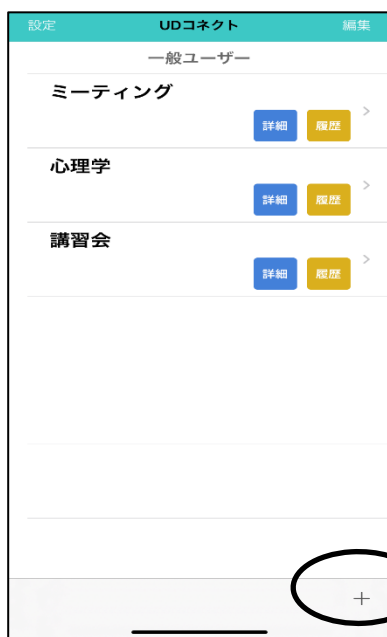 設定 UDコネクト 編集
一般ユーザー
ミーティング
詳細 履歴
心理学
詳細 履歴
講習会
詳細 履歴
+